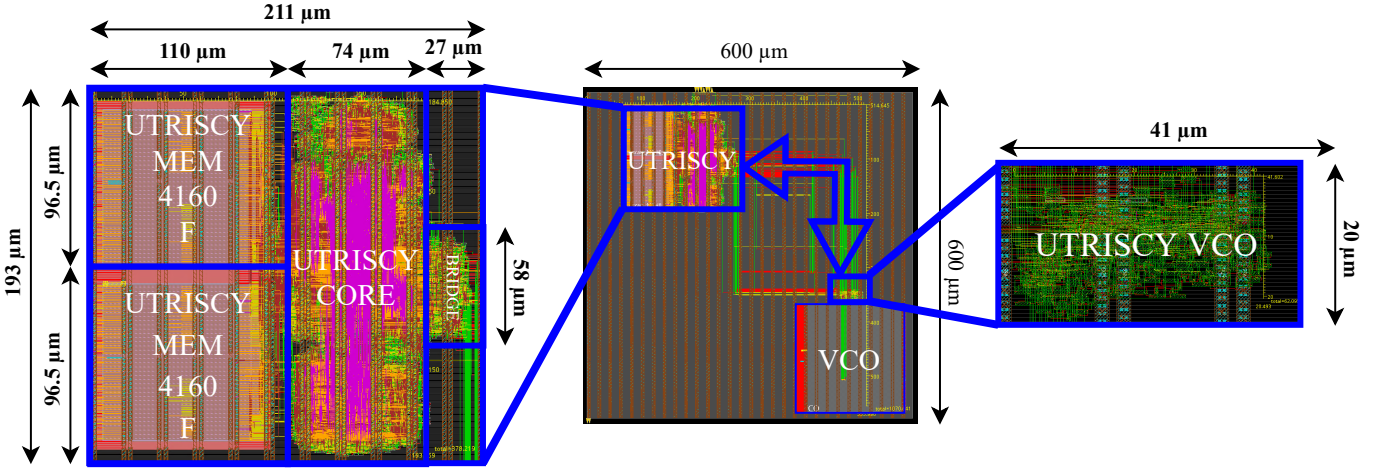 211 µm
110 µm
74 µm
27 µm
193 µm
96.5 µm
96.5 µm
UTRISCY
MEM
4160
F
UTRISCY
MEM
4160
F
UTRISCY
CORE
BRIDGE
58 µm
600 µm
600 µm
UTRISCY
VCO
41 µm
20 µm
UTRISCY VCO